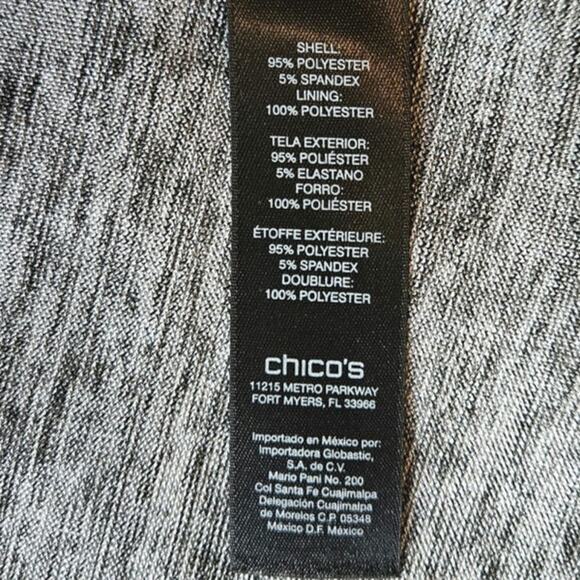 SHELL:
95% POLYESTER
5% SPANDEX
LINING:
100% POLYESTER
TELA EXTERIOR:
95% POLIÉSTER
5% ELASTANO
FORRO:
100% POLIÉSTER
ÉTOFFE EXTÉRIEURE:
95% POLYESTER
5% SPANDEX
DOUBLURE:
100% POLYESTER
chico's
11215 METRO PARKWAY
FORT MYERS, FL 33966
Importado en México por:
Importadora Globastic,
S.A. de C.V.
Mario Pani No. 200
Col Santa Fe Cuajimalpa
Delegación Cuajimalpa
de Morelos C.P. 05348
México D.F. México